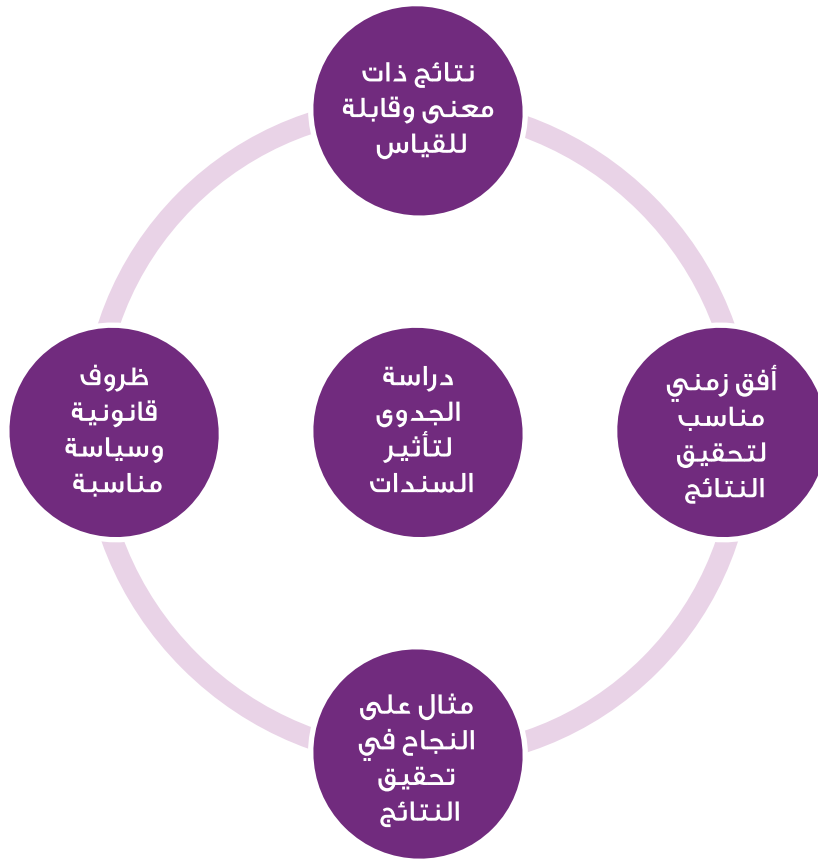 نتائج ذات
معنى وقابلة
للقياس
أفق زمني
مناسب
لتحقيق
النتائج
دراسة
الجدوى
لتأثير
السندات
ظروف
قانونية
وسياسة
مناسبة
مثال على
النجاح في
تحقيق
النتائج